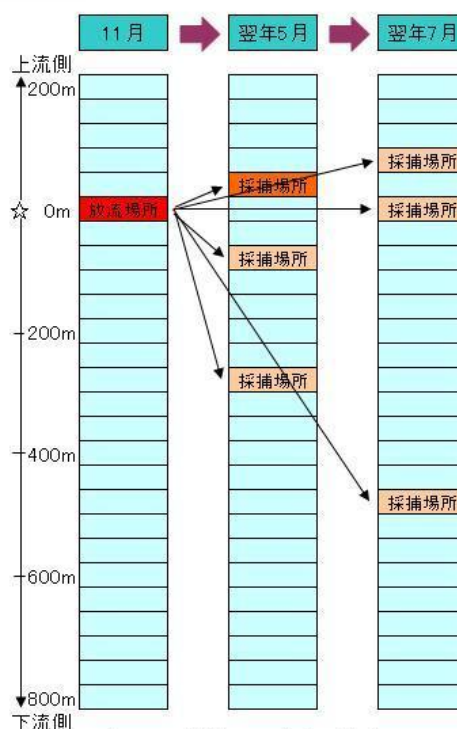 11月
翌年5月
翌年7月
上流側
200m
採捕場所
採捕場所
0m
放流場所
採捕場所
採捕場所
200m
採捕場所
400m
採捕場所
600m
800m
下流側